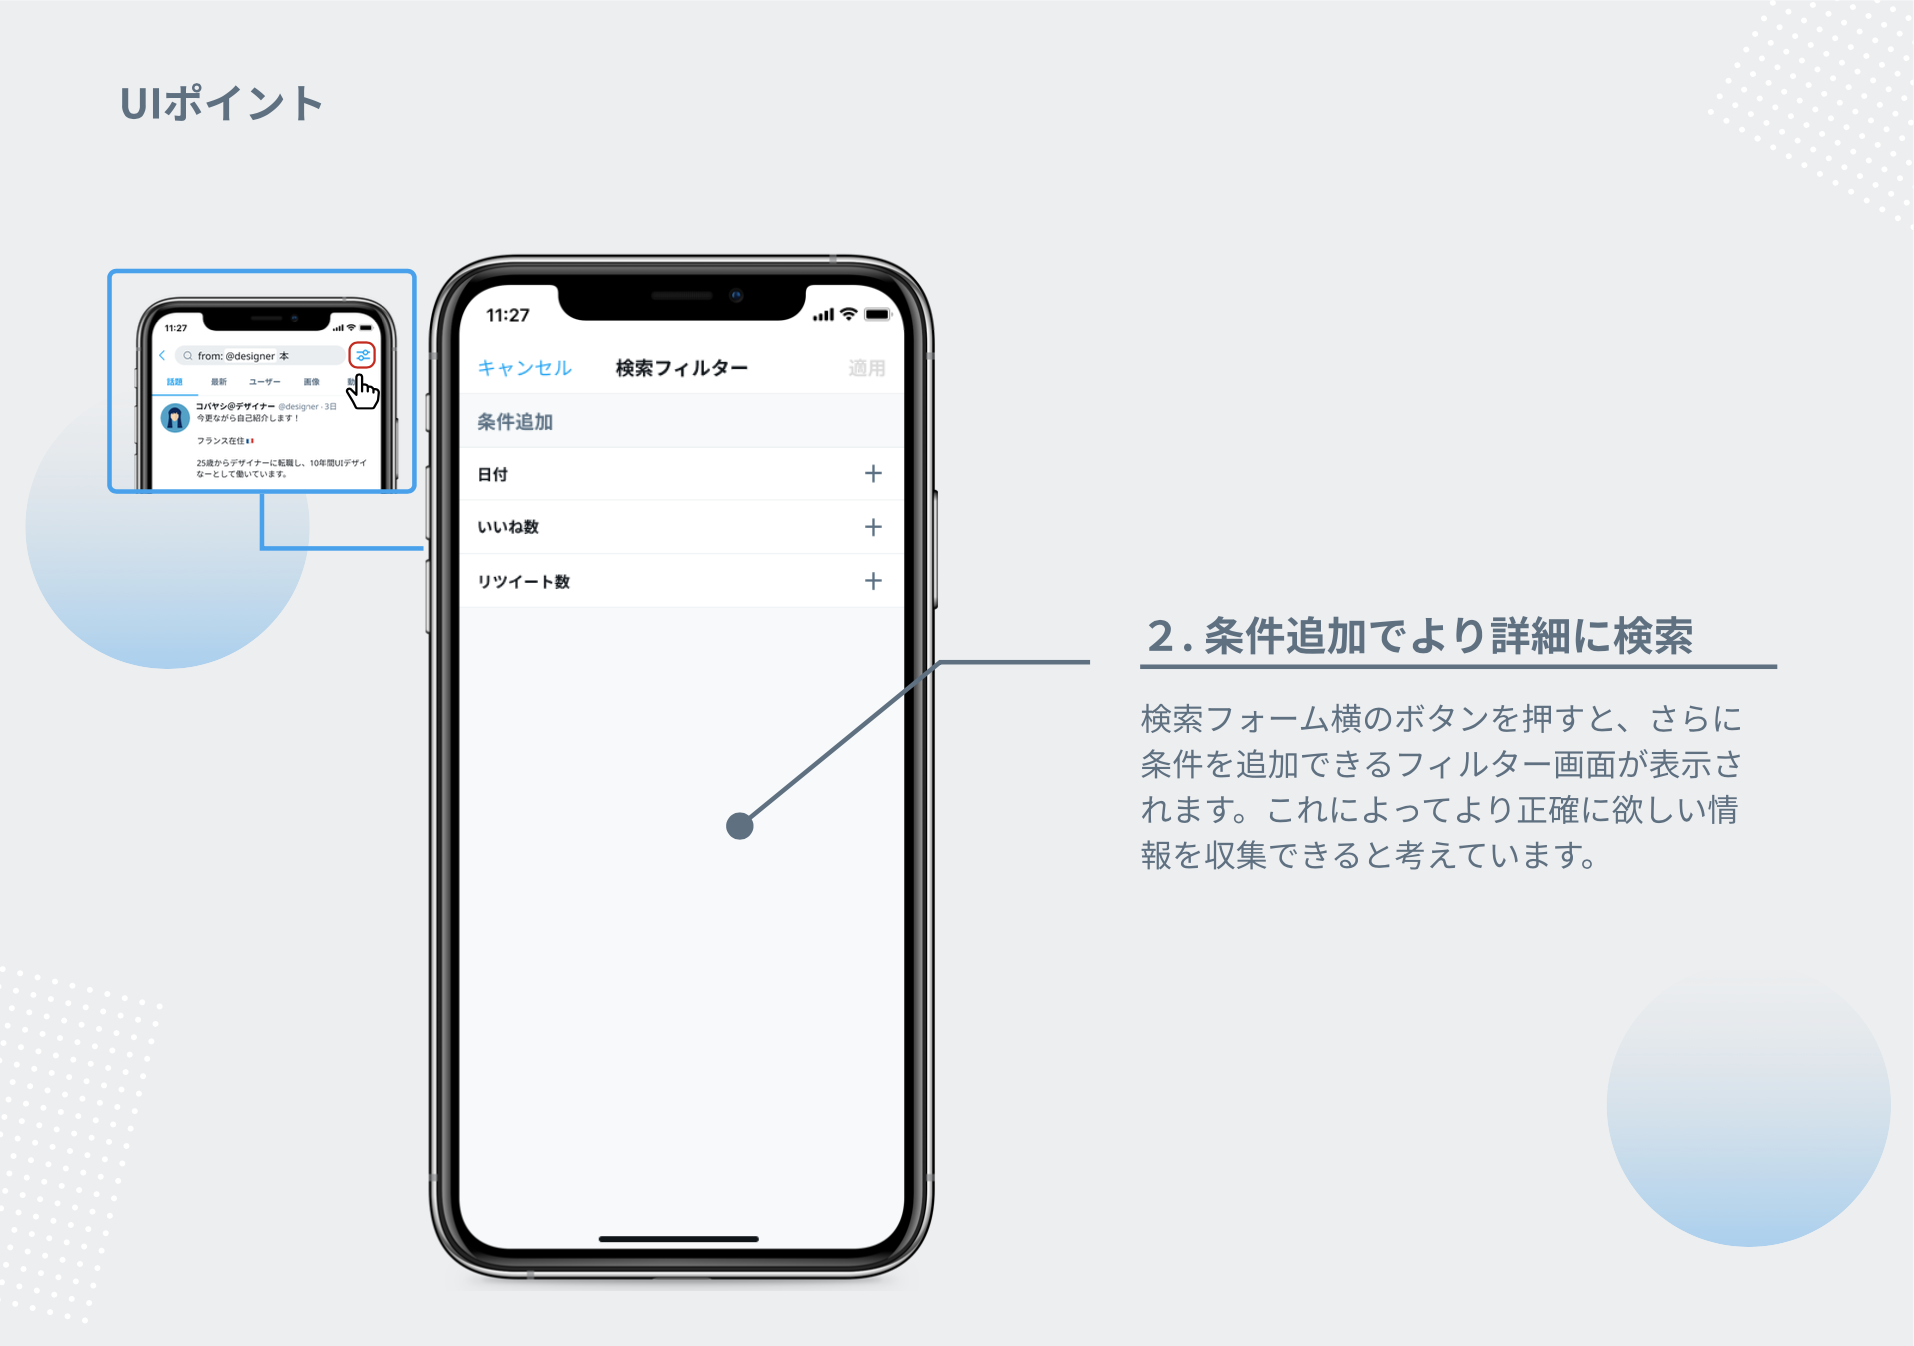 UIポイント
11:27
from: @designer 本
話題 最新 ユーザー 画像 動
コバヤシ@デザイナー @designer · 3日
今更ながら自己紹介します！
フランス在住🇫🇷
25歳からデザイナーに転職し、10年間UIデザイ
なーとして働いています。
11:27
キャンセル 検索フィルター 適用
条件追加
日付 +
いいね数 +
リツイート数 +
２. 条件追加でより詳細に検索
検索フォーム横のボタンを押すと、さらに
条件を追加できるフィルター画面が表示さ
れます。これによってより正確に欲しい情
報を収集できると考えています。